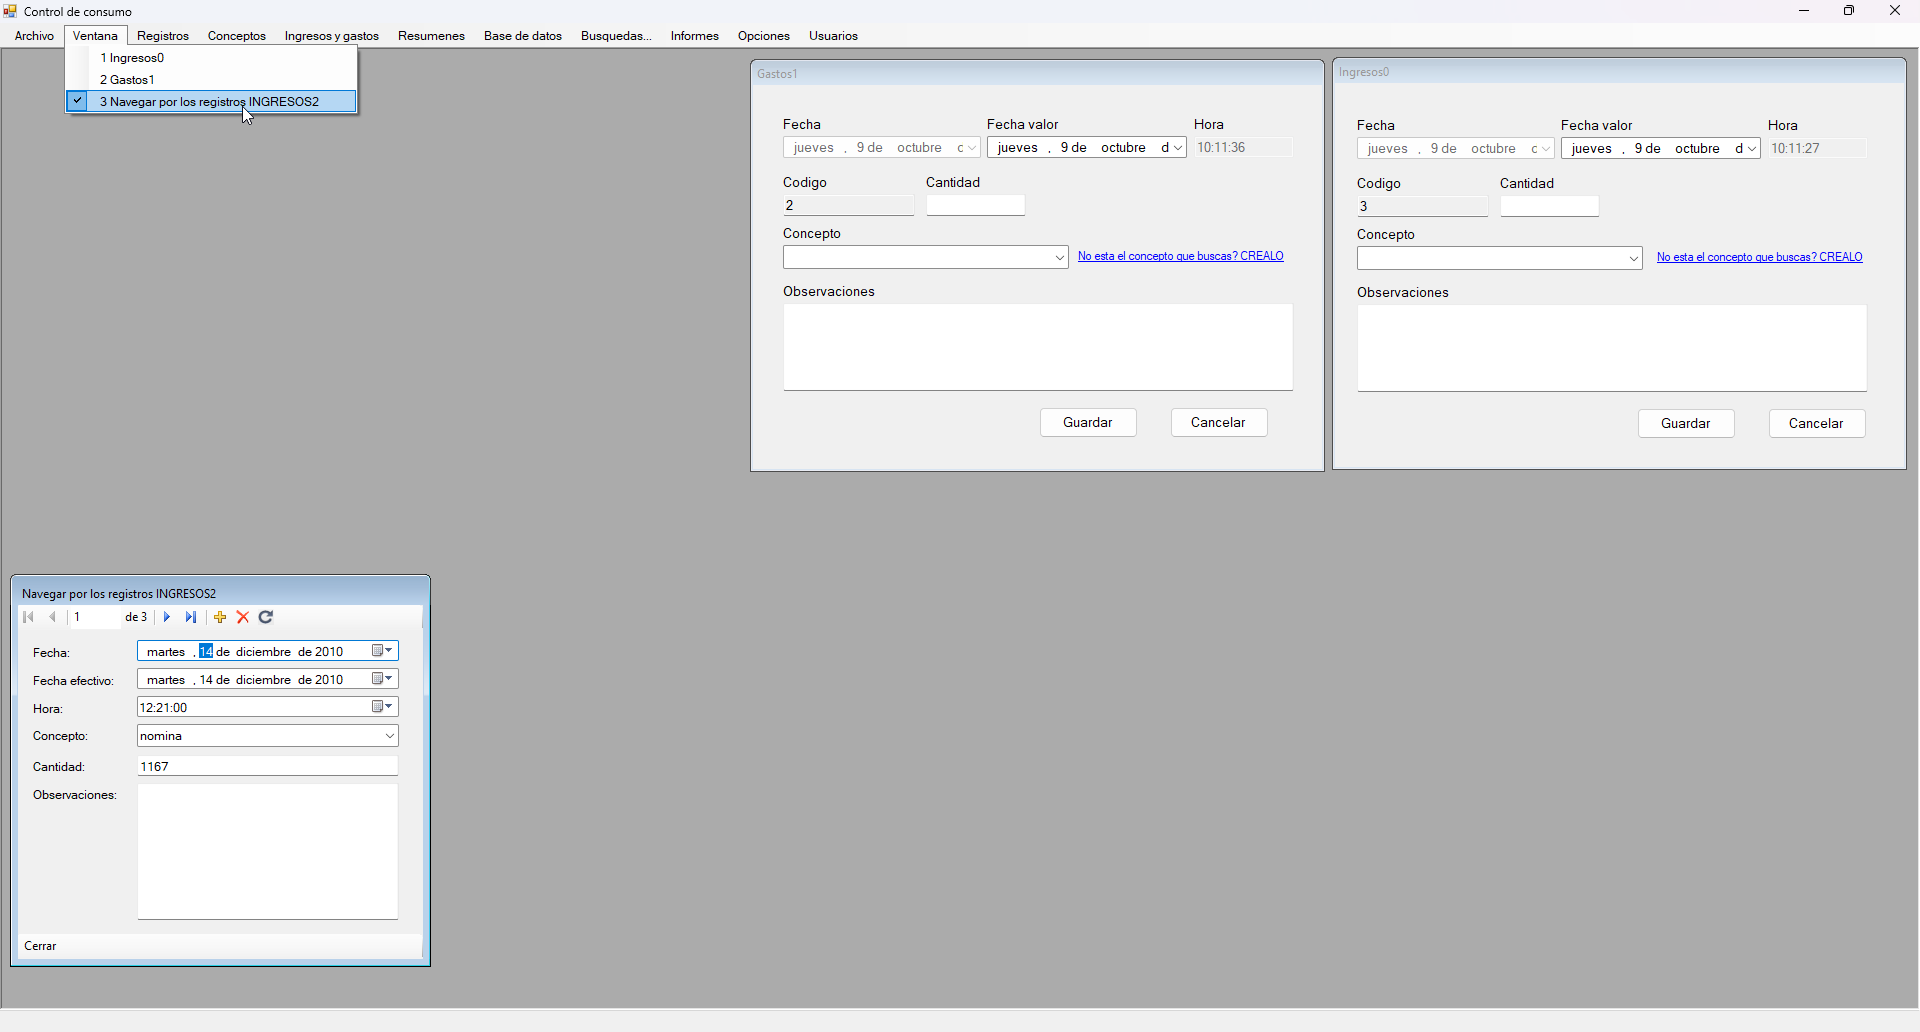 Control de consumo
Archivo Ventana Registros Conceptos Ingresos y gastos Resumenes Base de datos Busquedas... Informes Opciones Usuarios
1 Ingresos0
2 Gastos1
3 Navegar por los registros INGRESOS2
Gastos1
Fecha Fecha valor Hora
jueves , 9 de octubre d jueves , 9 de octubre d 10:11:36
Codigo Cantidad
2
Concepto
No esta el concepto que buscas? CREALO
Observaciones
Guardar Cancelar
Ingresos0
Fecha Fecha valor Hora
jueves , 9 de octubre d jueves , 9 de octubre d 10:11:27
Codigo Cantidad
3
Concepto
No esta el concepto que buscas? CREALO
Observaciones
Guardar Cancelar
Navegar por los registros INGRESOS2
1 de 3
Fecha: martes , 14 de diciembre de 2010
Fecha efectivo: martes , 14 de diciembre de 2010
Hora: 12:21:00
Concepto: nomina
Cantidad: 1167
Observaciones:
Cerrar